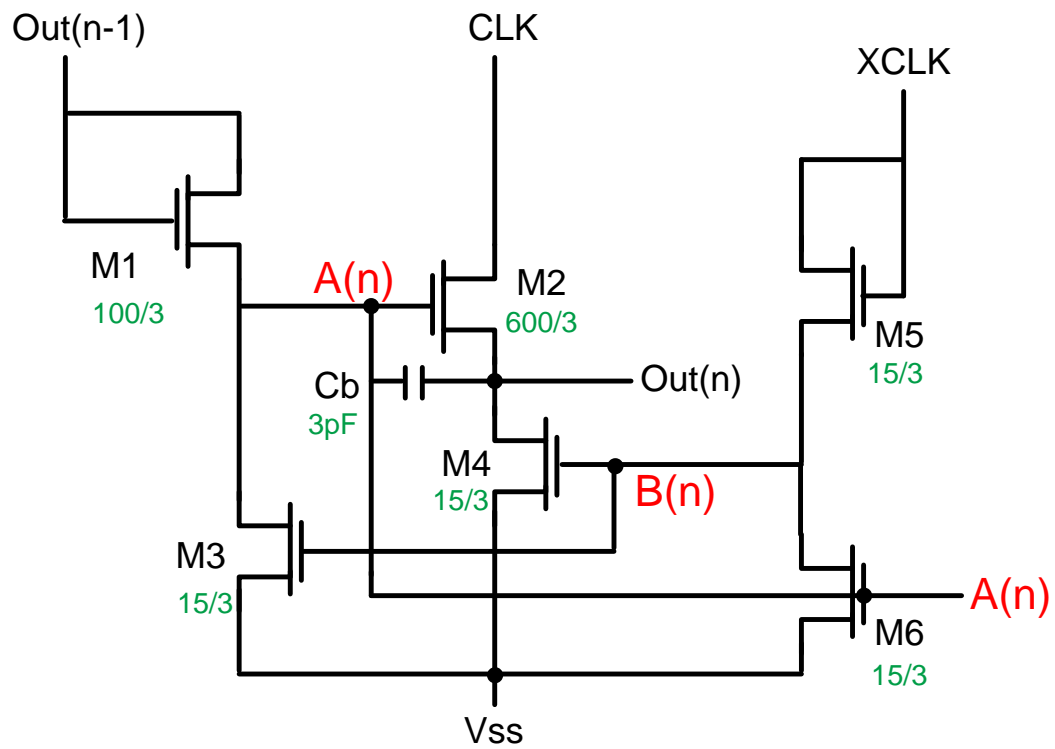 Out(n-1)
CLK
XCLK
M1
100/3
A(n)
M2
600/3
M5
15/3
Cb
3pF
Out(n)
M4
15/3
B(n)
M3
15/3
A(n)
M6
15/3
Vss